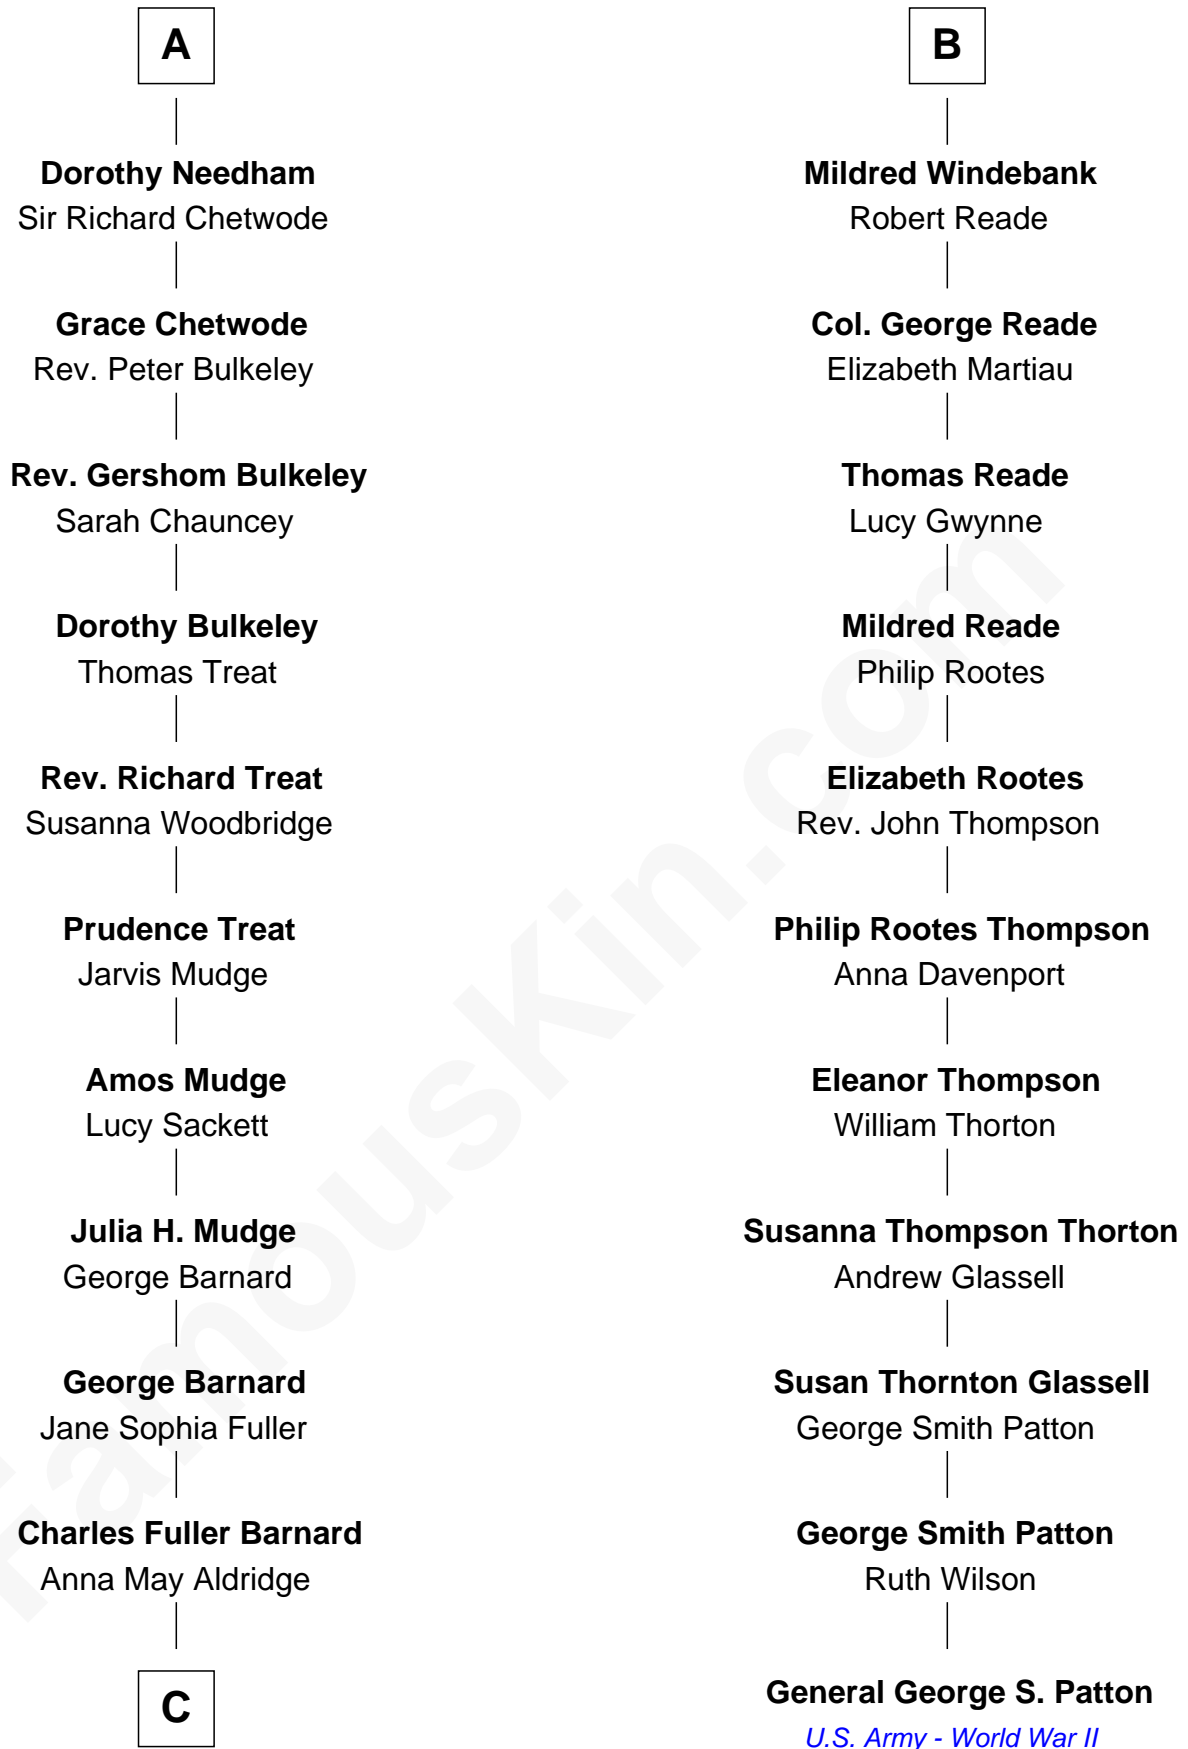 A
Dorothy Needham
Sir Richard Chetwode
Grace Chetwode
Rev. Peter Bulkeley
Rev. Gershom Bulkeley
Sarah Chauncey
Dorothy Bulkeley
Thomas Treat
Rev. Richard Treat
Susanna Woodbridge
Prudence Treat
Jarvis Mudge
Amos Mudge
Lucy Sackett
Julia H. Mudge
George Barnard
George Barnard
Jane Sophia Fuller
Charles Fuller Barnard
Anna May Aldridge
C
B
Mildred Windebank
Robert Reade
Col. George Reade
Elizabeth Martiau
Thomas Reade
Lucy Gwynne
Mildred Reade
Philip Rootes
Elizabeth Rootes
Rev. John Thompson
Philip Rootes Thompson
Anna Davenport
Eleanor Thompson
William Thorton
Susanna Thompson Thorton
Andrew Glassell
Susan Thornton Glassell
George Smith Patton
George Smith Patton
Ruth Wilson
General George S. Patton
U.S. Army - World War II
FamousKin.com